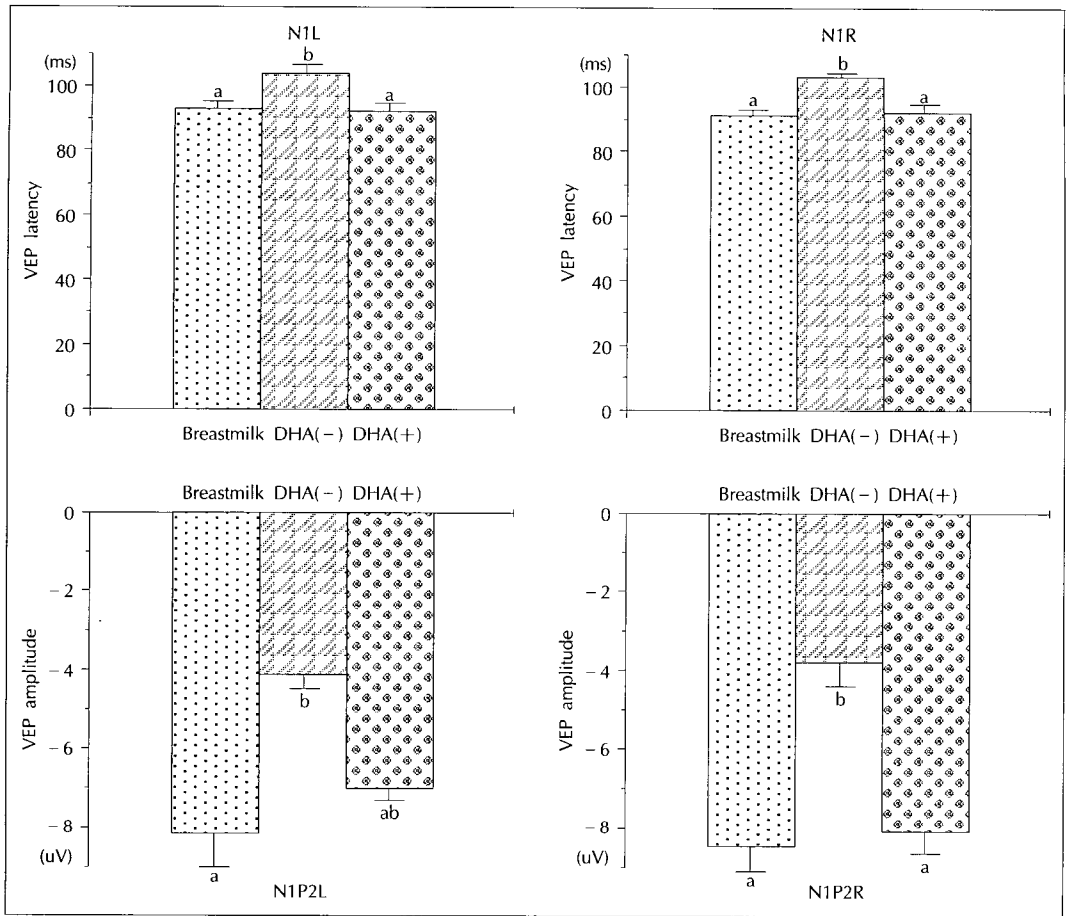 N1L
(ms)
b
a
a
100
80
60
40
20
0
VEP latency
Breastmilk DHA(−) DHA(+)
N1R
(ms)
b
a
a
100
80
60
40
20
0
VEP latency
Breastmilk DHA(−) DHA(+)
Breastmilk DHA(−) DHA(+)
0
−2
−4
−6
−8
(uV)
VEP amplitude
b
ab
a
N1P2L
Breastmilk DHA(−) DHA(+)
0
−2
−4
−6
−8
(uV)
VEP amplitude
b
a
a
N1P2R